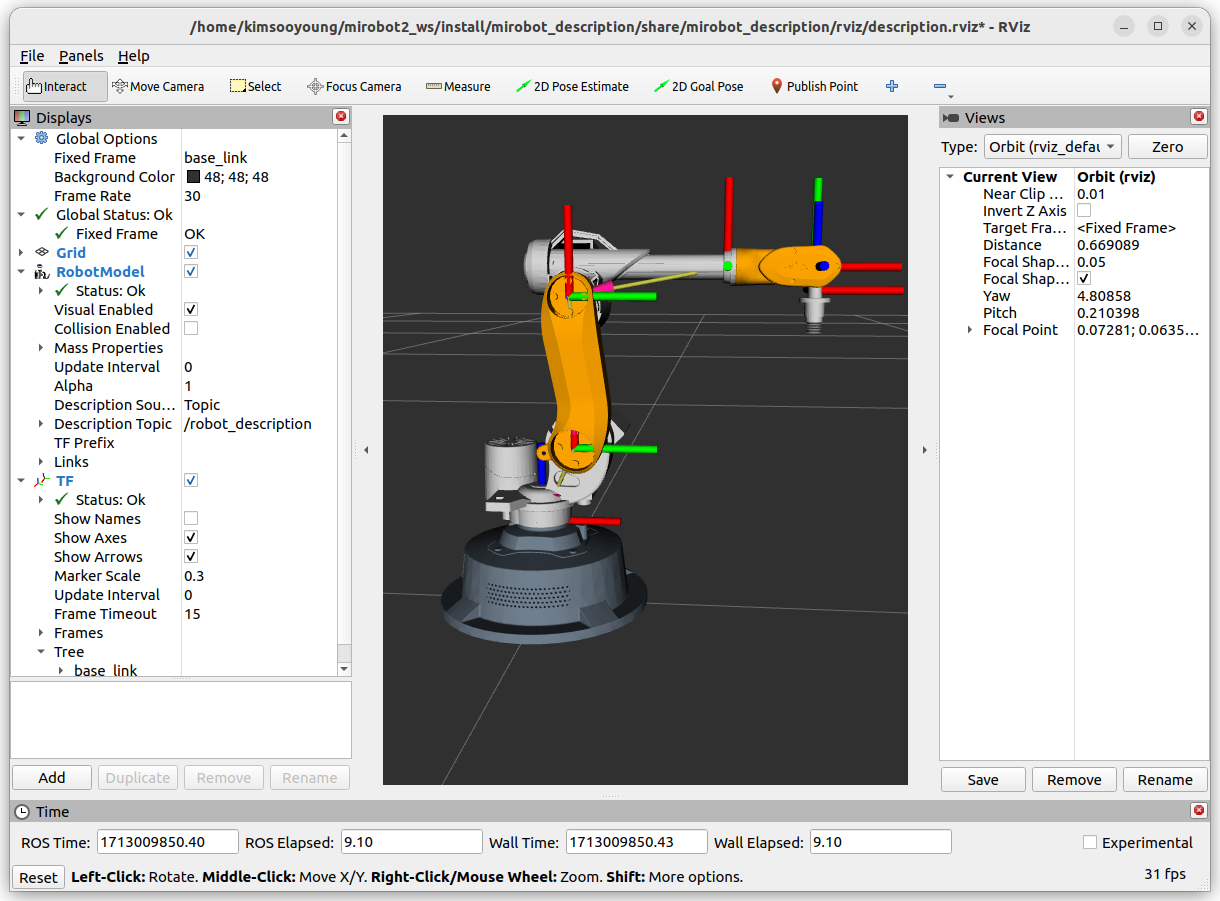 /home/kimsooyoung/mirobot2_ws/install/mirobot_description/share/mirobot_description/rviz/description.rviz* - RViz
File Panels Help
Interact Move Camera Select Focus Camera Measure 2D Pose Estimate 2D Goal Pose Publish Point
Displays
Global Options
Fixed Frame base_link
Background Color 48; 48; 48
Frame Rate 30
Global Status: Ok
Fixed Frame OK
Grid
RobotModel
Status: Ok
Visual Enabled
Collision Enabled
Mass Properties
Update Interval 0
Alpha 1
Description Sou... Topic
Description Topic /robot_description
TF Prefix
Links
TF
Status: Ok
Show Names
Show Axes
Show Arrows
Marker Scale 0.3
Update Interval 0
Frame Timeout 15
Frames
Tree
base_link
Add Duplicate Remove Rename
Views
Type: Orbit (rviz_defau Zero
Current View Orbit (rviz)
Near Clip ... 0.01
Invert Z Axis
Target Fra... <Fixed Frame>
Distance 0.669089
Focal Shap... 0.05
Focal Shap...
Yaw 4.80858
Pitch 0.210398
Focal Point 0.07281; 0.0635...
Save Remove Rename
Time
ROS Time: 1713009850.40 ROS Elapsed: 9.10 Wall Time: 1713009850.43 Wall Elapsed: 9.10 Experimental
Reset Left-Click: Rotate. Middle-Click: Move X/Y. Right-Click/Mouse Wheel: Zoom. Shift: More options. 31 fps